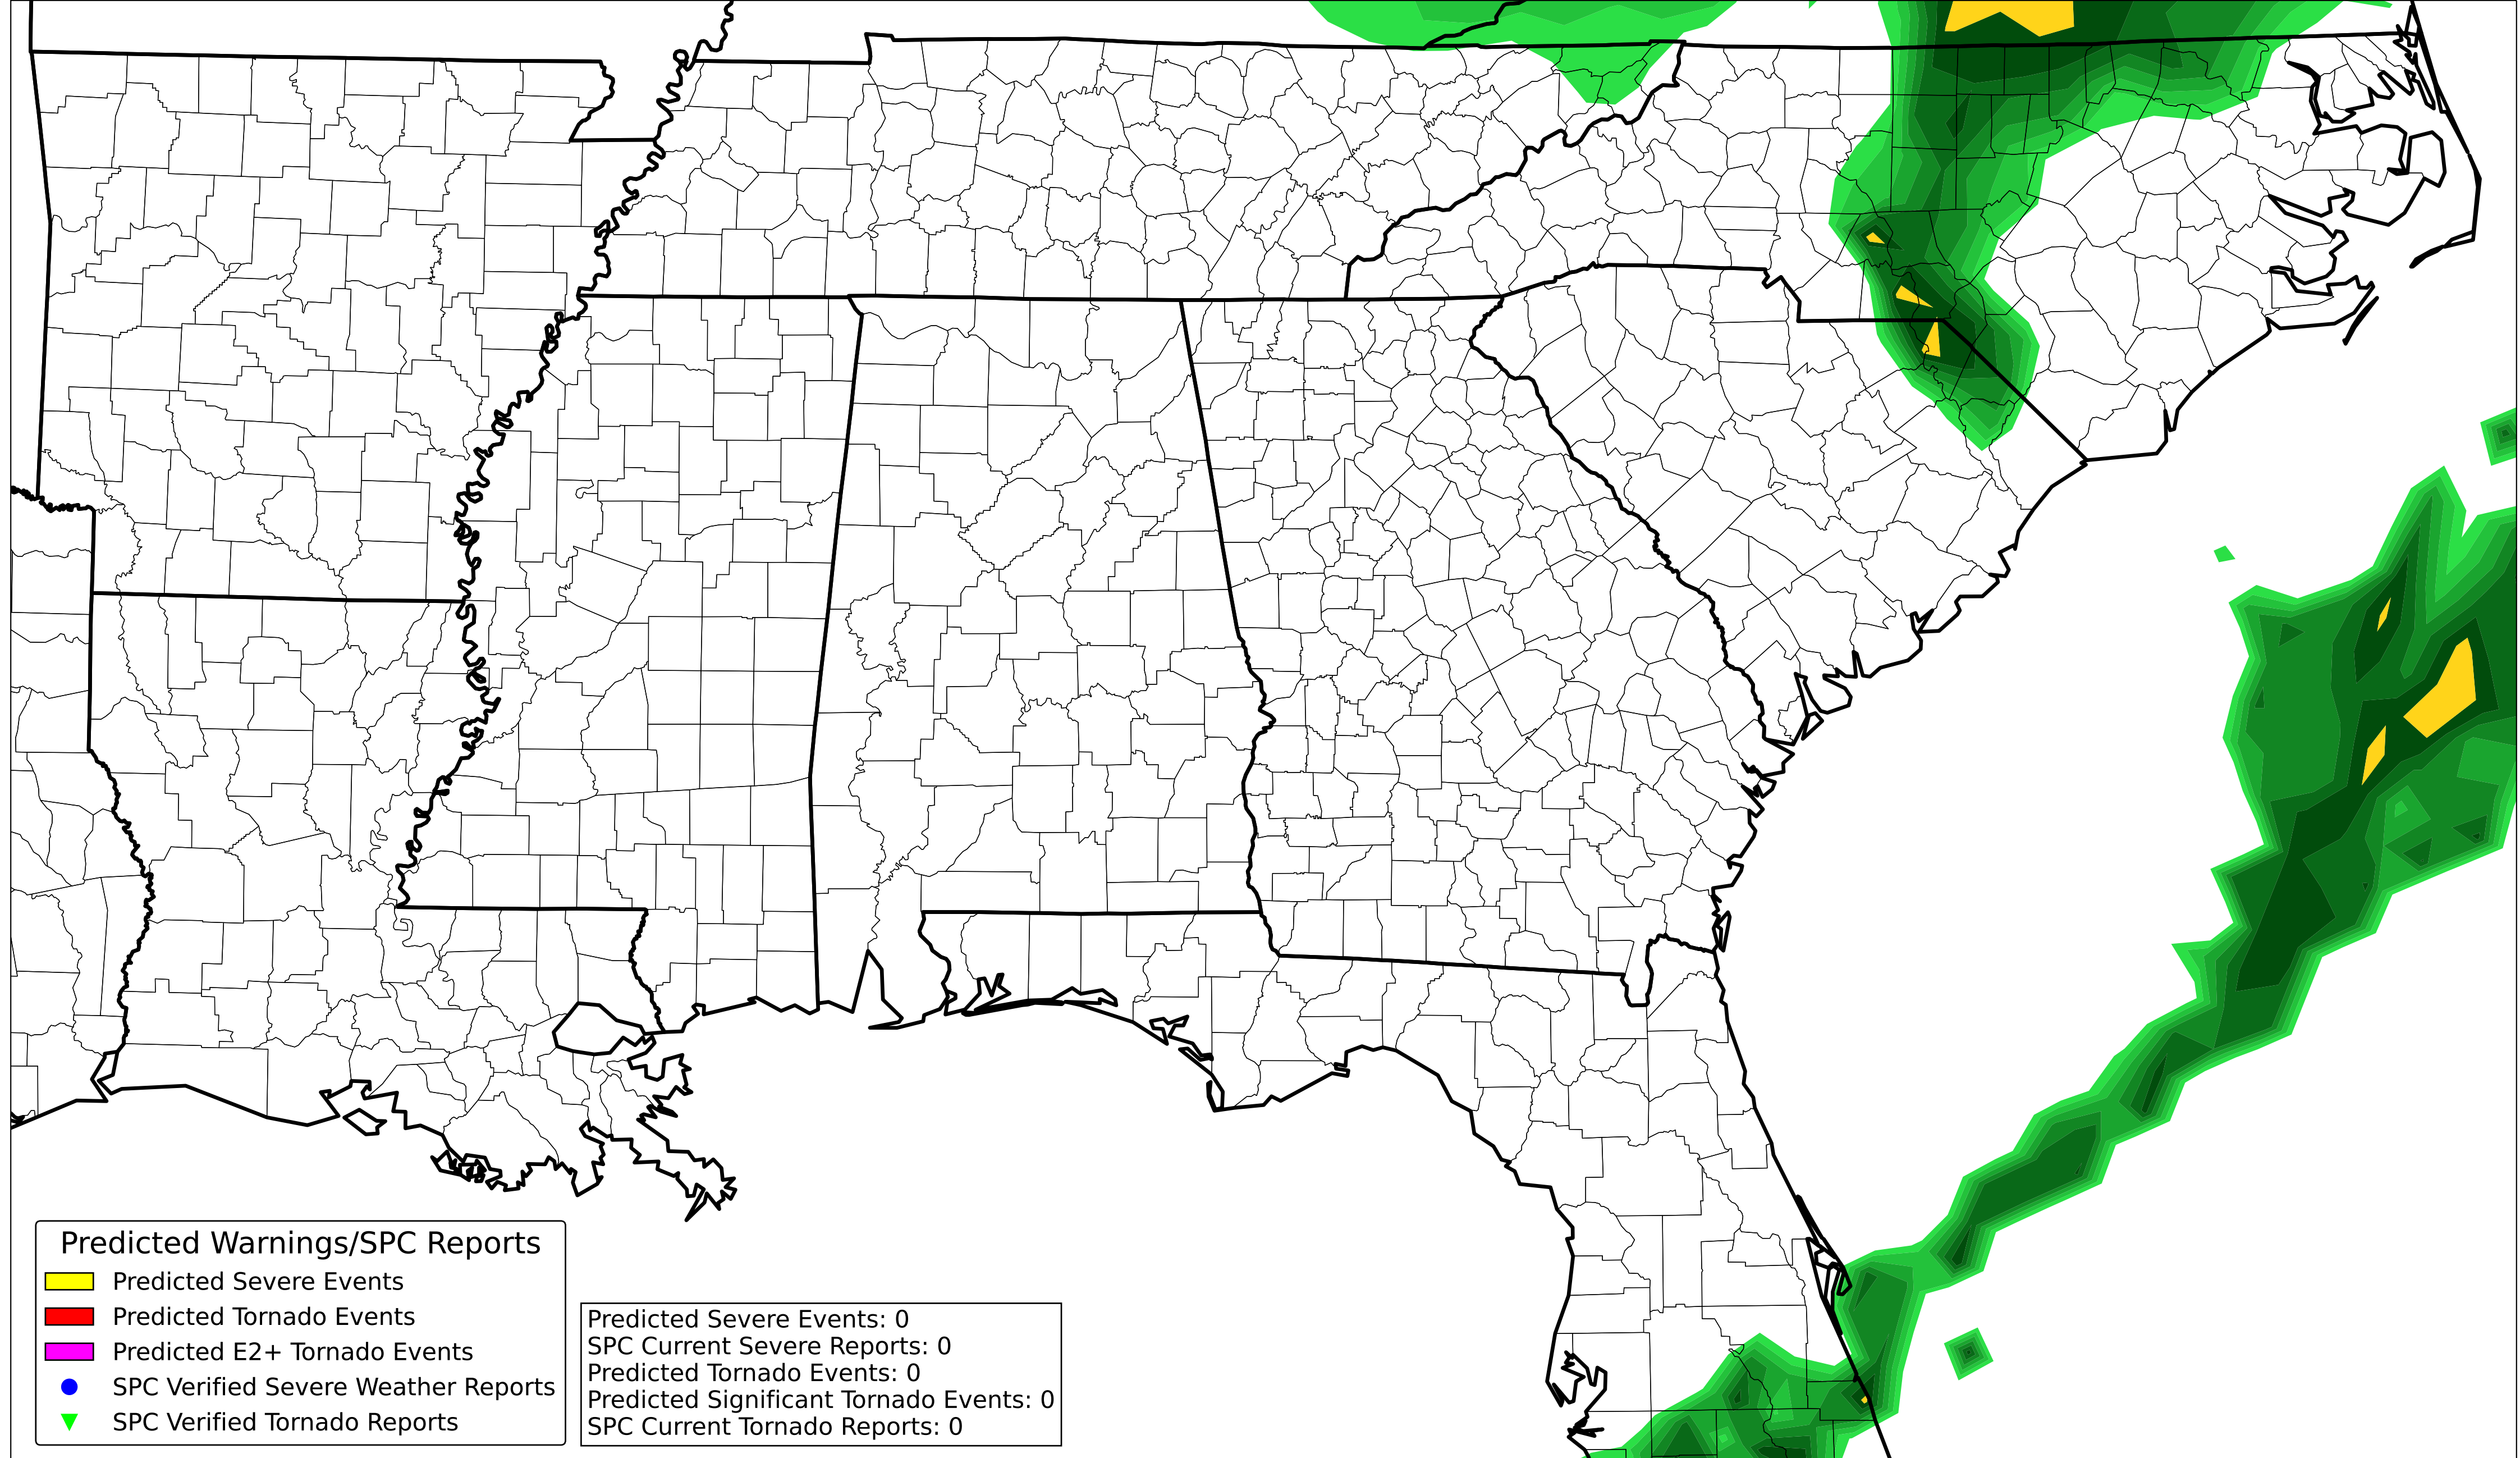 Predicted Warnings/SPC Reports
Predicted Severe Events
Predicted Tornado Events
Predicted E2+ Tornado Events
SPC Verified Severe Weather Reports
SPC Verified Tornado Reports
Predicted Severe Events: 0
SPC Current Severe Reports: 0
Predicted Tornado Events: 0
Predicted Significant Tornado Events: 0
SPC Current Tornado Reports: 0